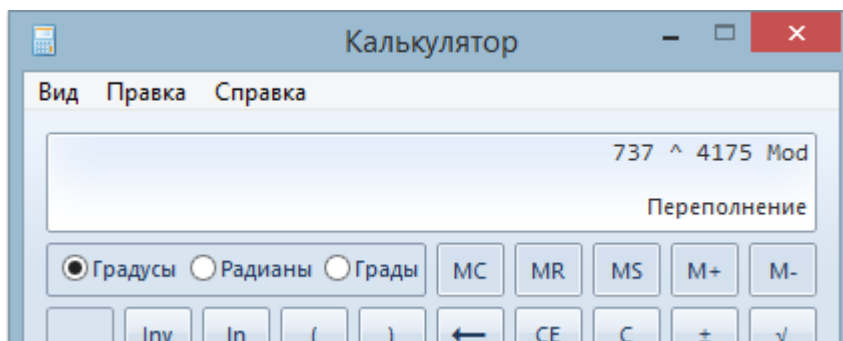 Калькулятор
Вид Правка Справка
737 ^ 4175 Mod
Переполнение
Градусы Радианы Грады MC MR MS M+ M-
Inv ln ( ) ← CE C ± √